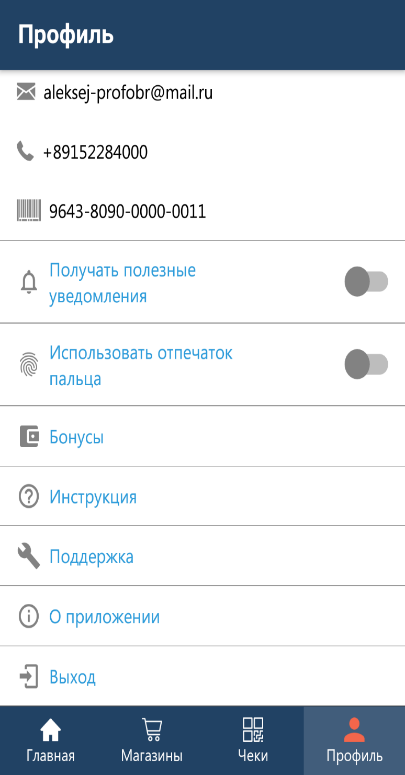 Профиль
aleksej-profobr@mail.ru
+89152284000
9643-8090-0000-0011
Получать полезные
уведомления
Использовать отпечаток
пальца
Бонусы
Инструкция
Поддержка
О приложении
Выход
Главная
Магазины
Чеки
Профиль